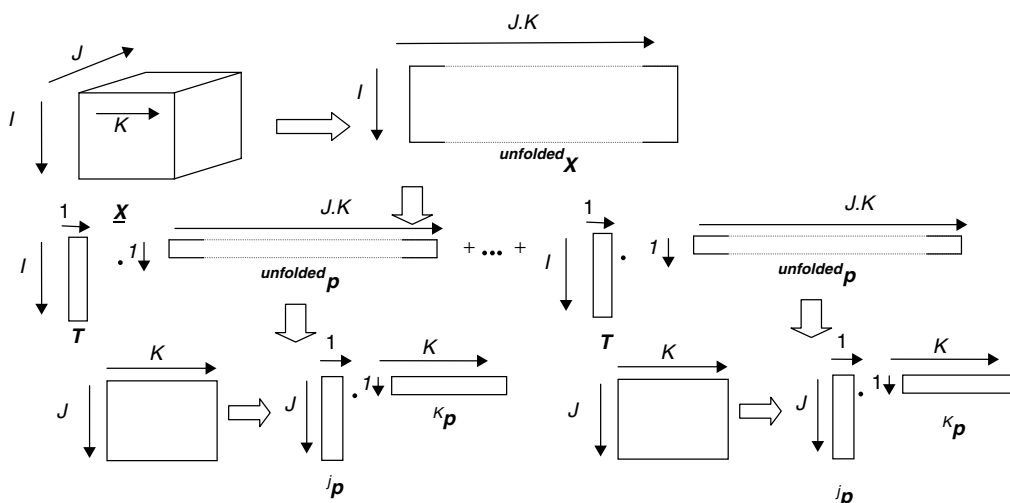 J.K
J
I
K
I
unfolded X
X
1
J.K
I
. 1
unfolded p
T
+ ... +
1
J.K
I
. 1
unfolded p
T
K
J
1
K
J
. 1
K p
j p
K
J
1
K
J
. 1
K p
j p